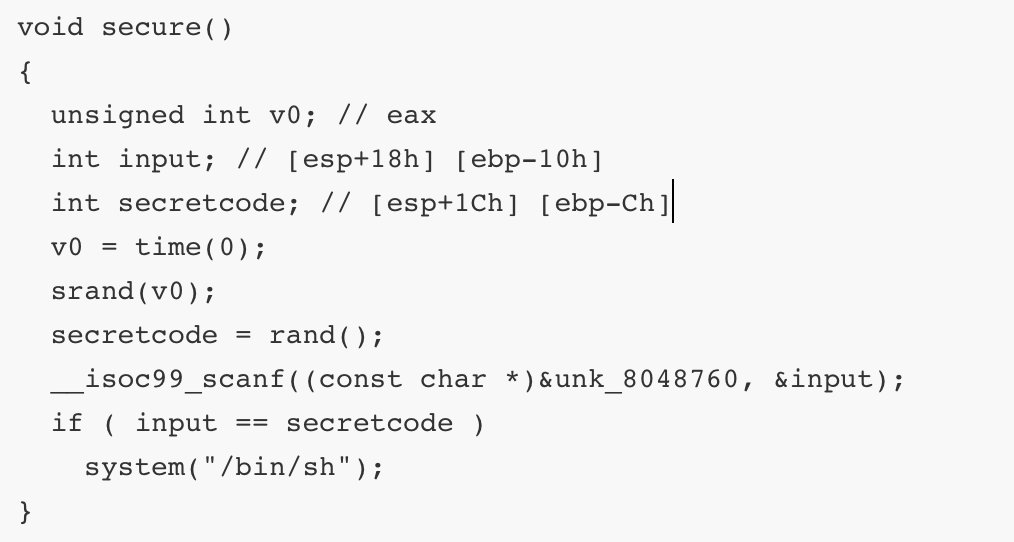 void secure()
{
unsigned int v0; // eax
int input; // [esp+18h] [ebp-10h]
int secretcode; // [esp+1Ch] [ebp-Ch]
v0 = time(0);
srand(v0);
secretcode = rand();
__isoc99_scanf((const char *)&unk_8048760, &input);
if ( input == secretcode )
system("/bin/sh");
}